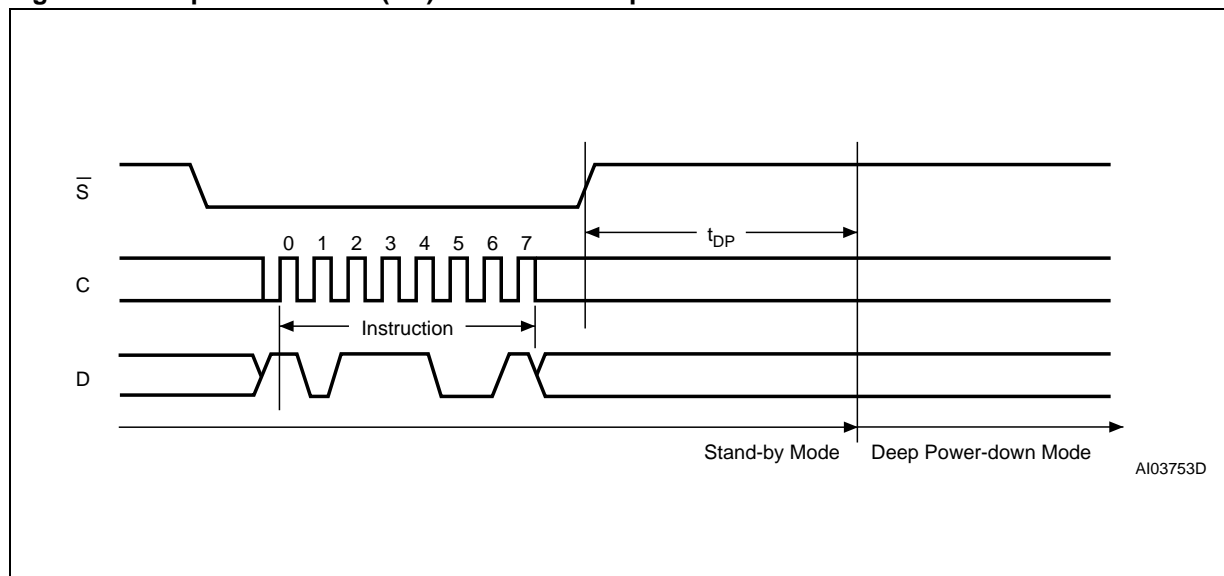 S̅
0 1 2 3 4 5 6 7
tDP
C
Instruction
D
Stand-by Mode Deep Power-down Mode
AI03753D